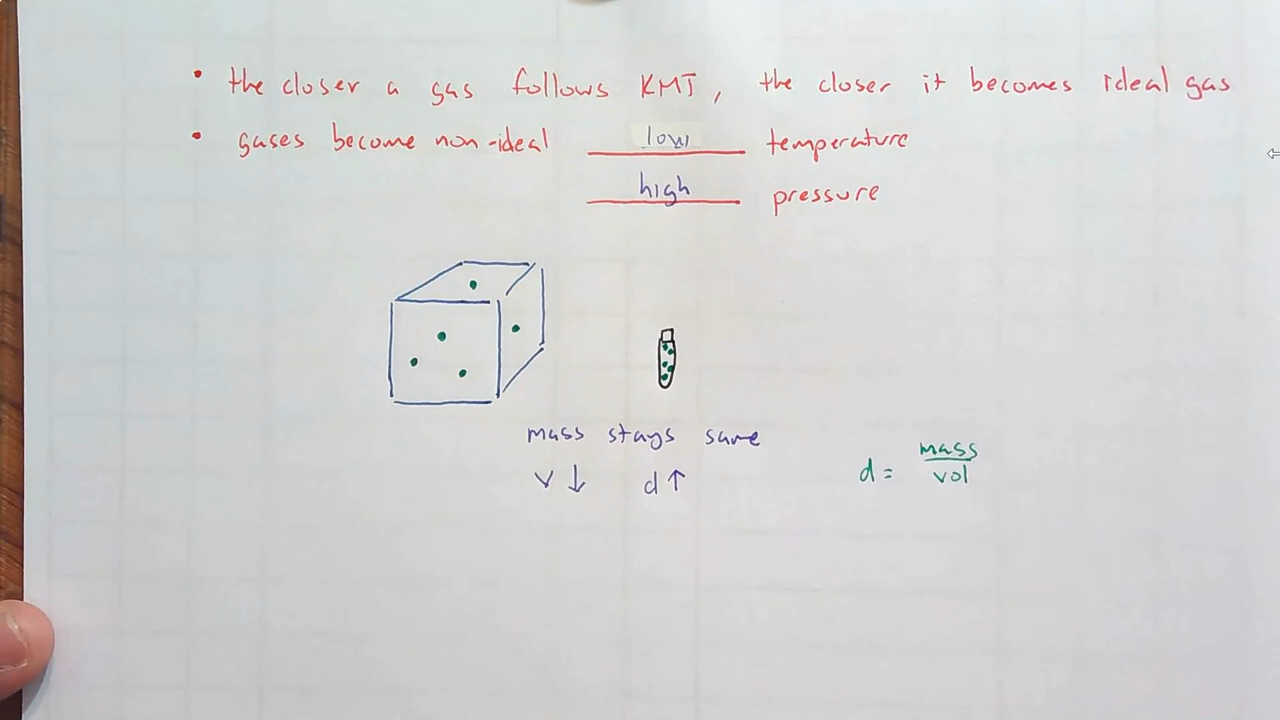 • the closer a gas follows KMT, the closer it becomes ideal gas
• gases become non-ideal low temperature
high pressure
mass stays same
v ↓ d ↑
d = mass/vol